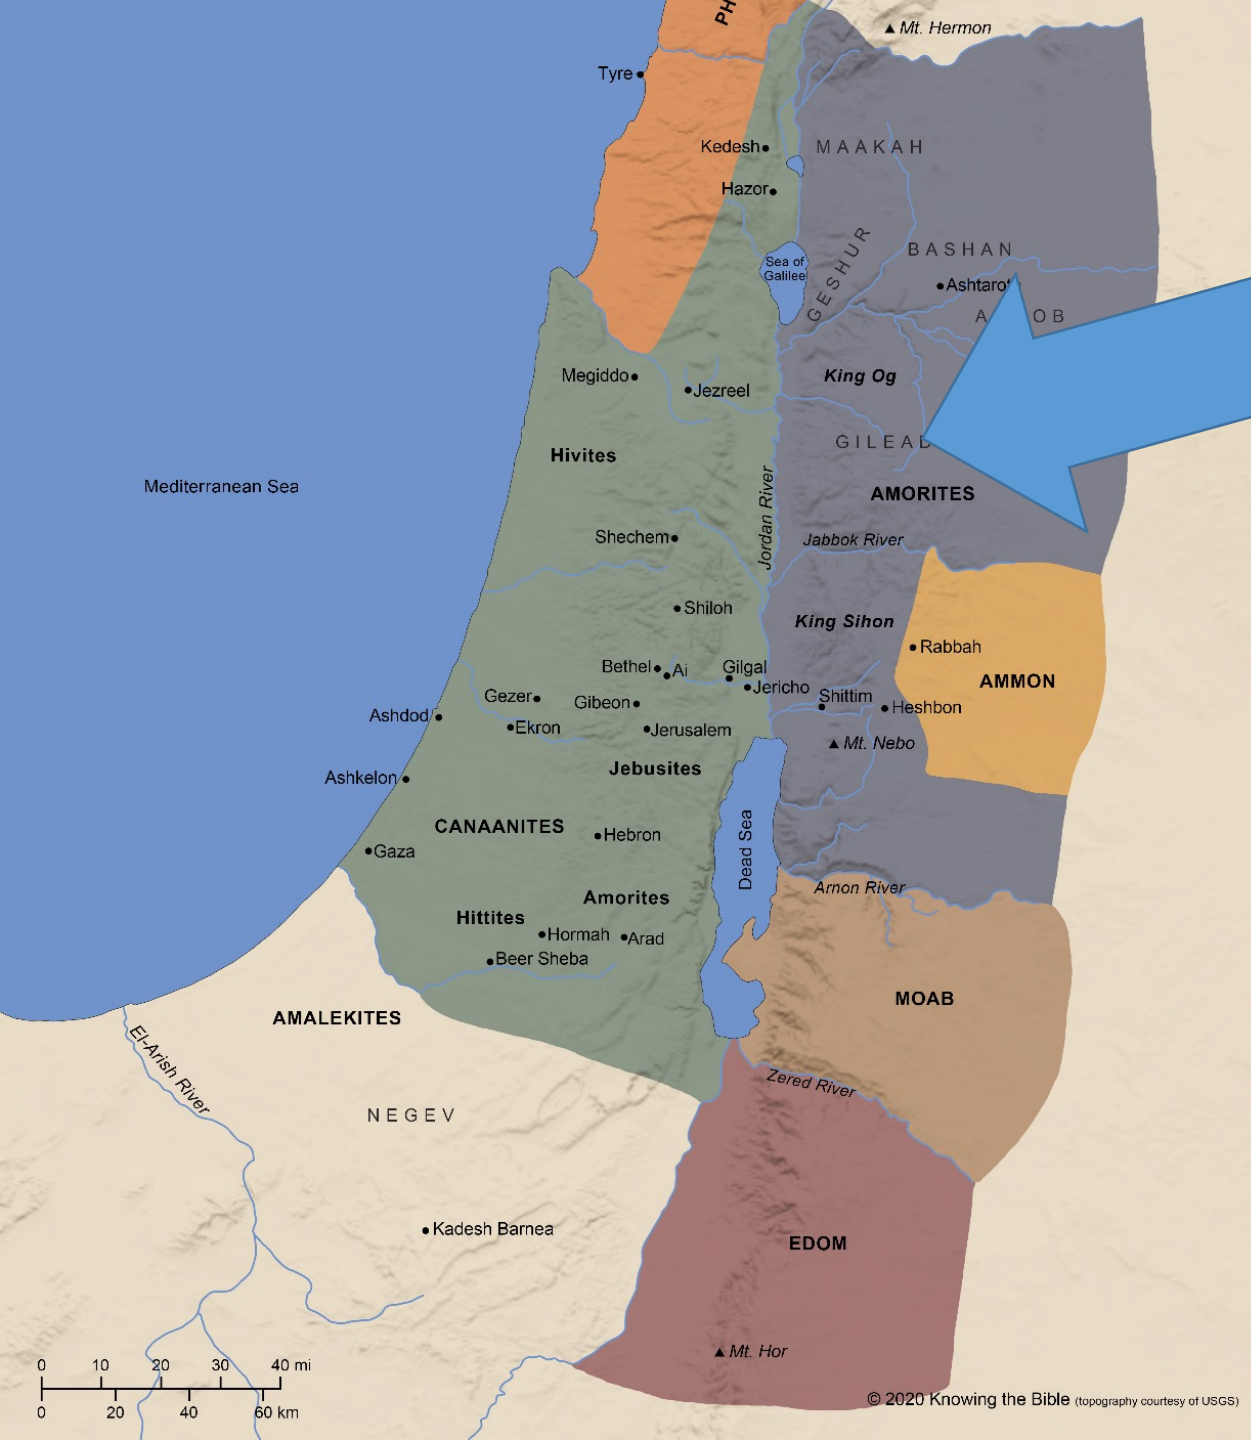 PH
Mt. Hermon
Tyre
Kedesh
MAAKAH
Hazor
BASHAN
GESHUR
Sea of
Galilee
Ashtaro
A OB
Megiddo
Jezreel
King Og
GILEAD
Hivites
Mediterranean Sea
Jordan River
AMORITES
Shechem
Jabbok River
Shiloh
King Sihon
Rabbah
Bethel
Ai
Gilgal
AMMON
Jericho
Gezer
Gibeon
Shittim
Heshbon
Ashdod
Ekron
Jerusalem
Mt. Nebo
Jebusites
Ashkelon
CANAANITES
Hebron
Dead Sea
Gaza
Arnon River
Amorites
Hittites
Hormah
Arad
Beer Sheba
MOAB
AMALEKITES
El-Arish River
Zered River
NEGEV
Kadesh Barnea
EDOM
Mt. Hor
0 10 20 30 40 mi
0 20 40 60 km
© 2020 Knowing the Bible (topography courtesy of USGS)